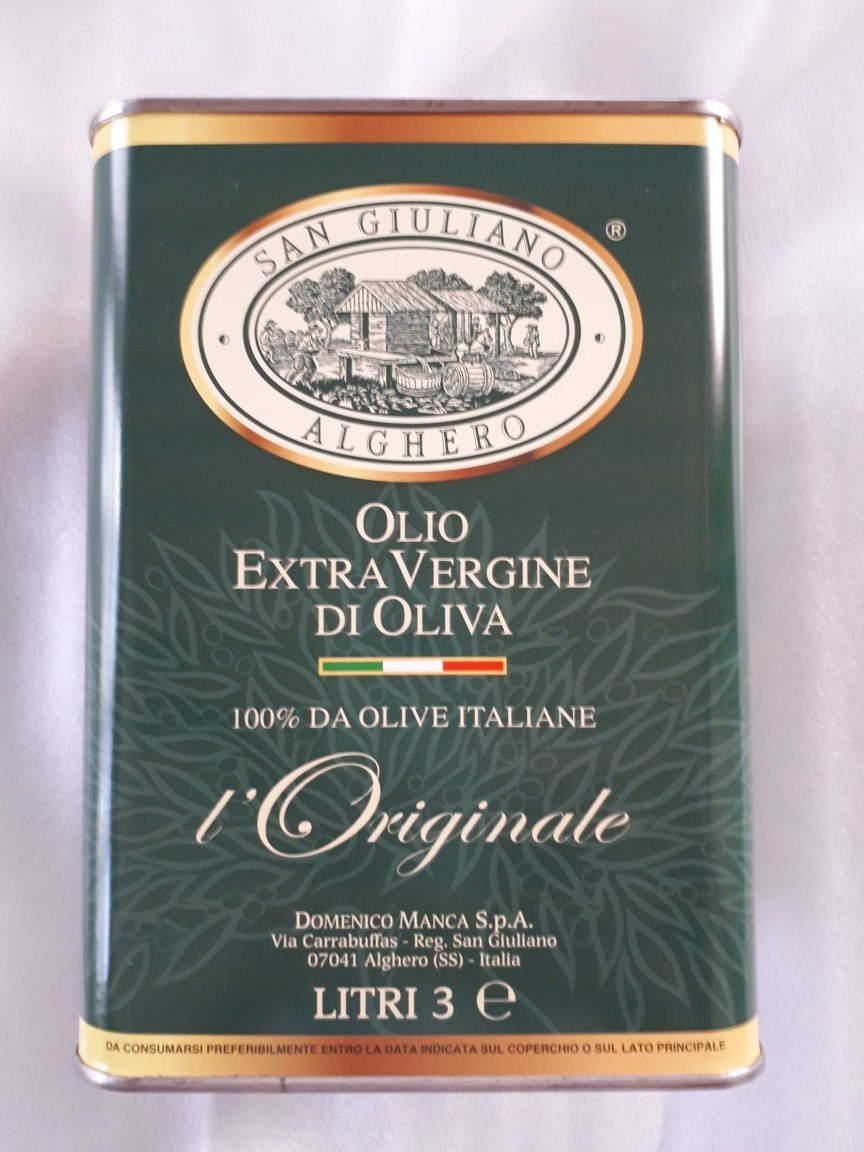 SAN GIULIANO
®
ALGHERO
OLIO
EXTRA VERGINE
DI OLIVA
100% DA OLIVE ITALIANE
l'Originale
DOMENICO MANCA S.p.A.
Via Carrabuffas - Reg. San Giuliano
07041 Alghero (SS) - Italia
LITRI 3 ℮
DA CONSUMARSI PREFERIBILMENTE ENTRO LA DATA INDICATA SUL COPERCHIO O SUL LATO PRINCIPALE